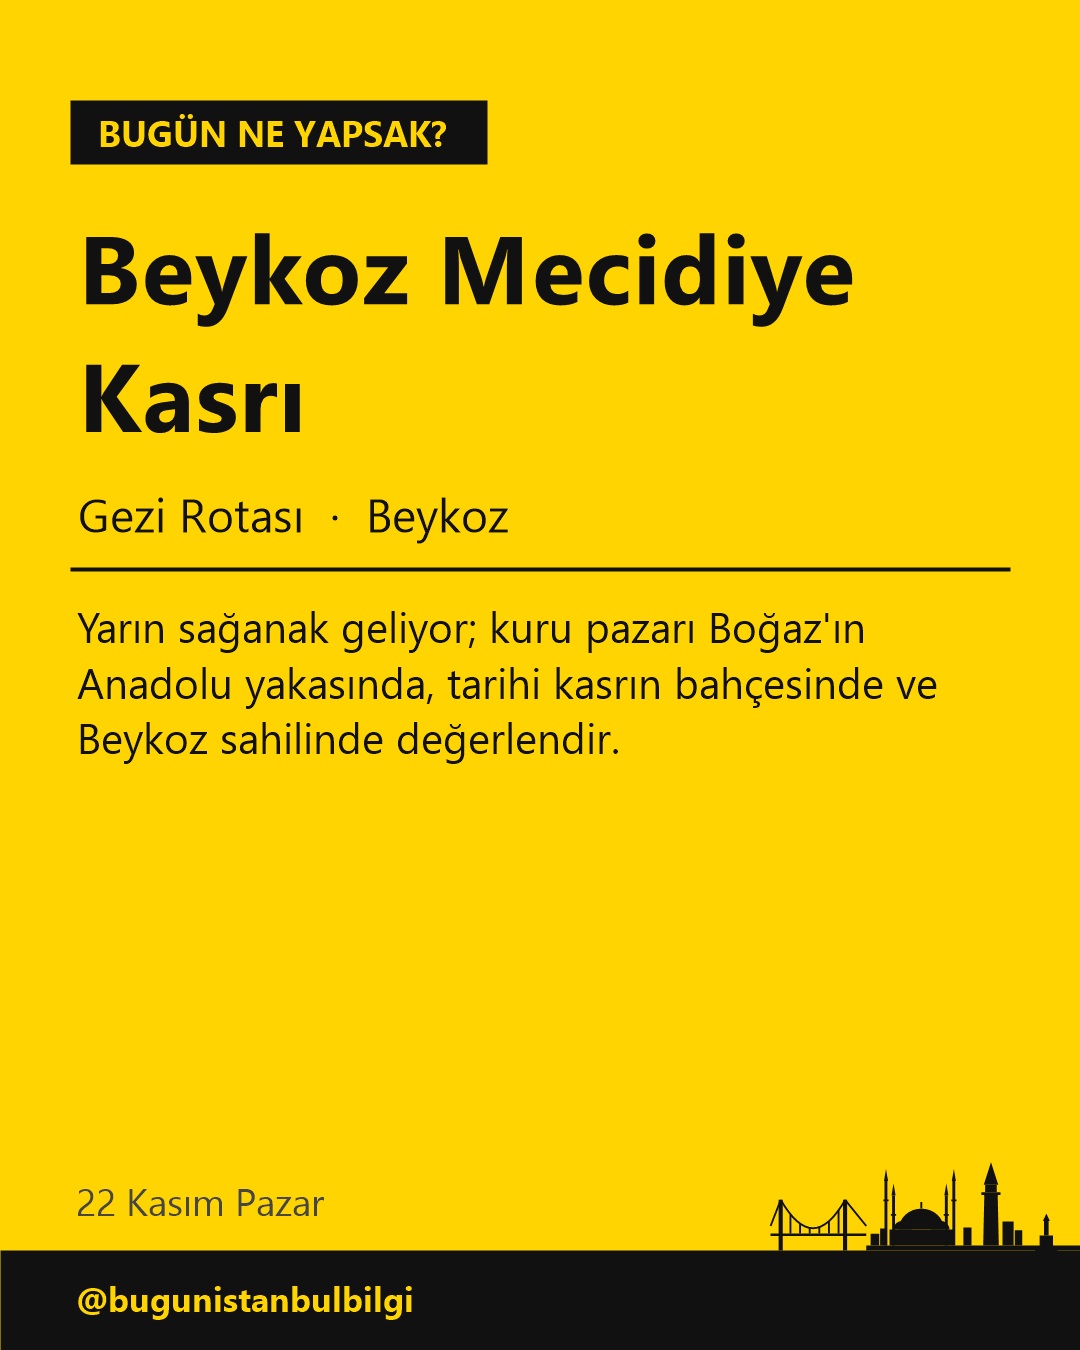 BUGÜN NE YAPSAK?
Beykoz Mecidiye
Kasrı
Gezi Rotası · Beykoz
Yarın sağanak geliyor; kuru pazarı Boğaz'ın
Anadolu yakasında, tarihi kasrın bahçesinde ve
Beykoz sahilinde değerlendir.
22 Kasım Pazar
@bugunistanbulbilgi